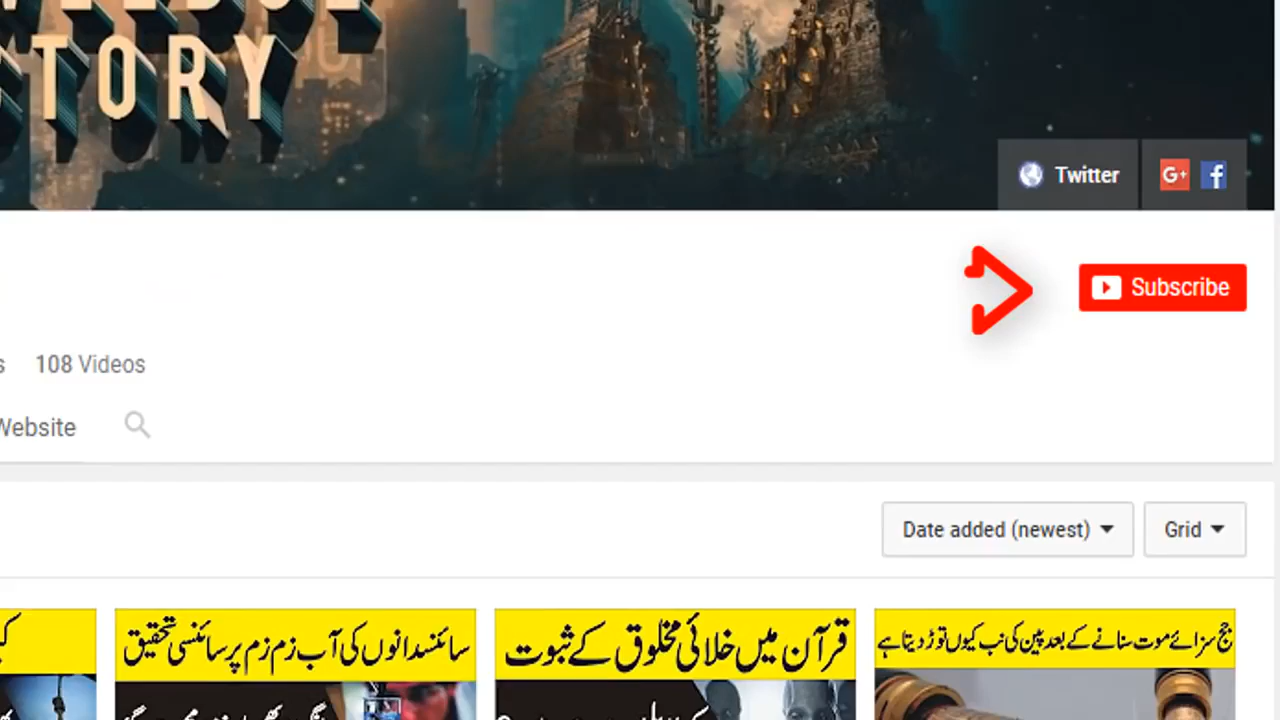 STORY
Twitter
G+ f
Subscribe
108 Videos
Website
Date added (newest)
Grid
سائنسدانوں کی آب زم زم پر سائنسی تحقیق
قرآن میں خلائی مخلوق کے ثبوت
جج سزائے موت سنانے کے بعد پین کی نب کیوں توڑ دیتا ہے